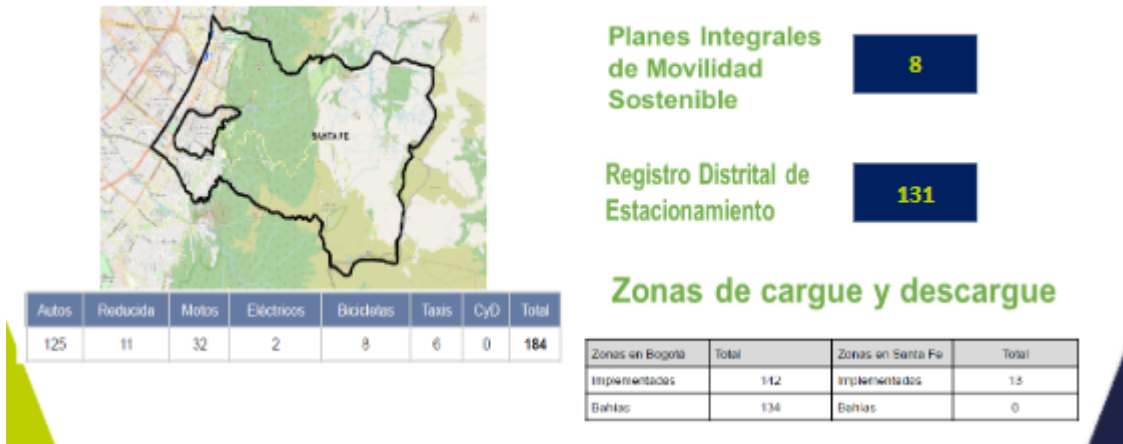 SANTA FE
Autos Reducida Motos Eléctricos Bicicletas Taxis CyD Total
125 11 32 2 8 6 0 184
Planes Integrales
de Movilidad
Sostenible
8
Registro Distrital de
Estacionamiento
131
Zonas de cargue y descargue
Zonas en Bogotá Total Zonas en Santa Fe Total
Implementadas 142 Implementadas 13
Bahías 134 Bahías 0